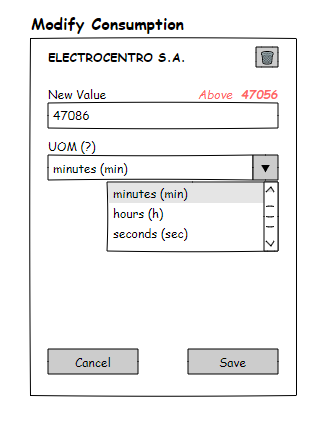 Modify Consumption
ELECTROCENTRO S.A.
New Value Above 47056
47086
UOM (?)
minutes (min)
minutes (min)
hours (h)
seconds (sec)
Cancel Save